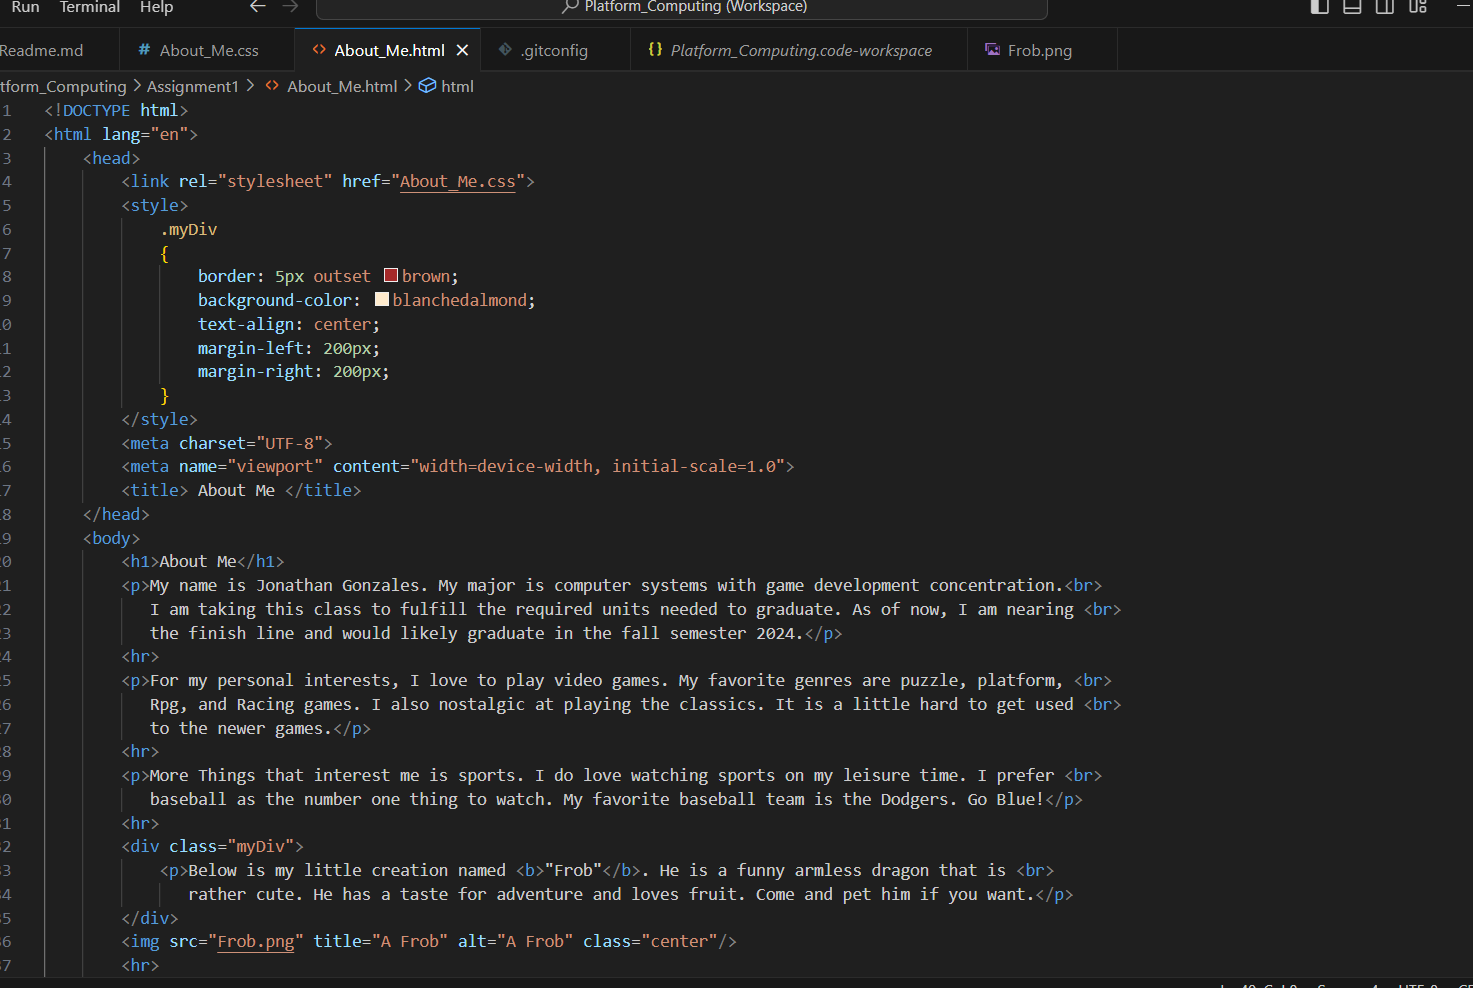 Run Terminal Help Platform_Computing (Workspace)
Readme.md # About_Me.css <> About_Me.html × .gitconfig {} Platform_Computing.code-workspace Frob.png
tform_Computing > Assignment1 > <> About_Me.html > html
1 <!DOCTYPE html>
2 <html lang="en">
3 <head>
4 <link rel="stylesheet" href="About_Me.css">
5 <style>
6 .myDiv
7 {
8 border: 5px outset brown;
9 background-color: blanchedalmond;
0 text-align: center;
1 margin-left: 200px;
2 margin-right: 200px;
3 }
4 </style>
5 <meta charset="UTF-8">
6 <meta name="viewport" content="width=device-width, initial-scale=1.0">
7 <title> About Me </title>
8 </head>
9 <body>
0 <h1>About Me</h1>
1 <p>My name is Jonathan Gonzales. My major is computer systems with game development concentration.<br>
2 I am taking this class to fulfill the required units needed to graduate. As of now, I am nearing <br>
3 the finish line and would likely graduate in the fall semester 2024.</p>
4 <hr>
5 <p>For my personal interests, I love to play video games. My favorite genres are puzzle, platform, <br>
6 Rpg, and Racing games. I also nostalgic at playing the classics. It is a little hard to get used <br>
7 to the newer games.</p>
8 <hr>
9 <p>More Things that interest me is sports. I do love watching sports on my leisure time. I prefer <br>
0 baseball as the number one thing to watch. My favorite baseball team is the Dodgers. Go Blue!</p>
1 <hr>
2 <div class="myDiv">
3 <p>Below is my little creation named <b>"Frob"</b>. He is a funny armless dragon that is <br>
4 rather cute. He has a taste for adventure and loves fruit. Come and pet him if you want.</p>
5 </div>
6 <img src="Frob.png" title="A Frob" alt="A Frob" class="center"/>
7 <hr>